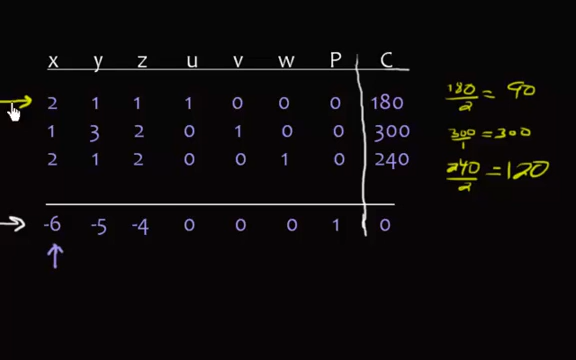 x y z u v w P C
2 1 1 1 0 0 0 180
1 3 2 0 1 0 0 300
2 1 2 0 0 1 0 240
-6 -5 -4 0 0 0 1 0
180/2 = 90
300/1 = 300
240/2 = 120